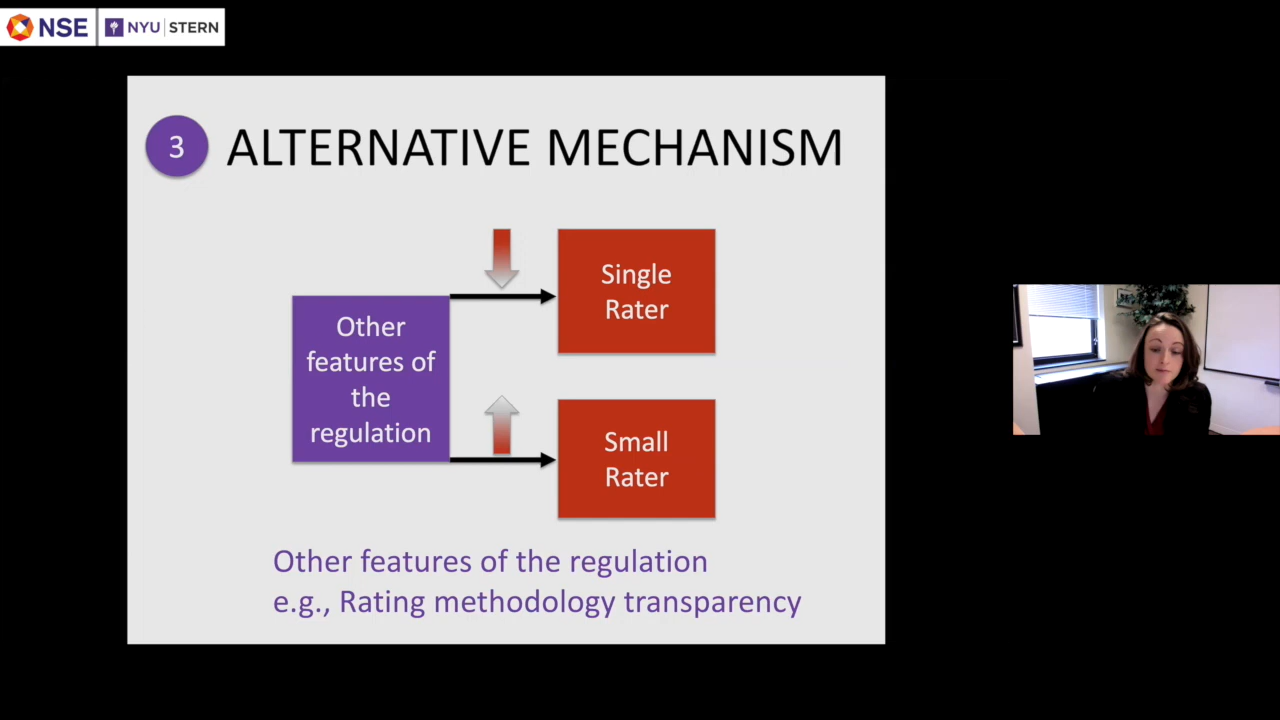 NSE NYU STERN
3 ALTERNATIVE MECHANISM
Single
Rater
Other
features of
the
regulation
Small
Rater
Other features of the regulation
e.g., Rating methodology transparency